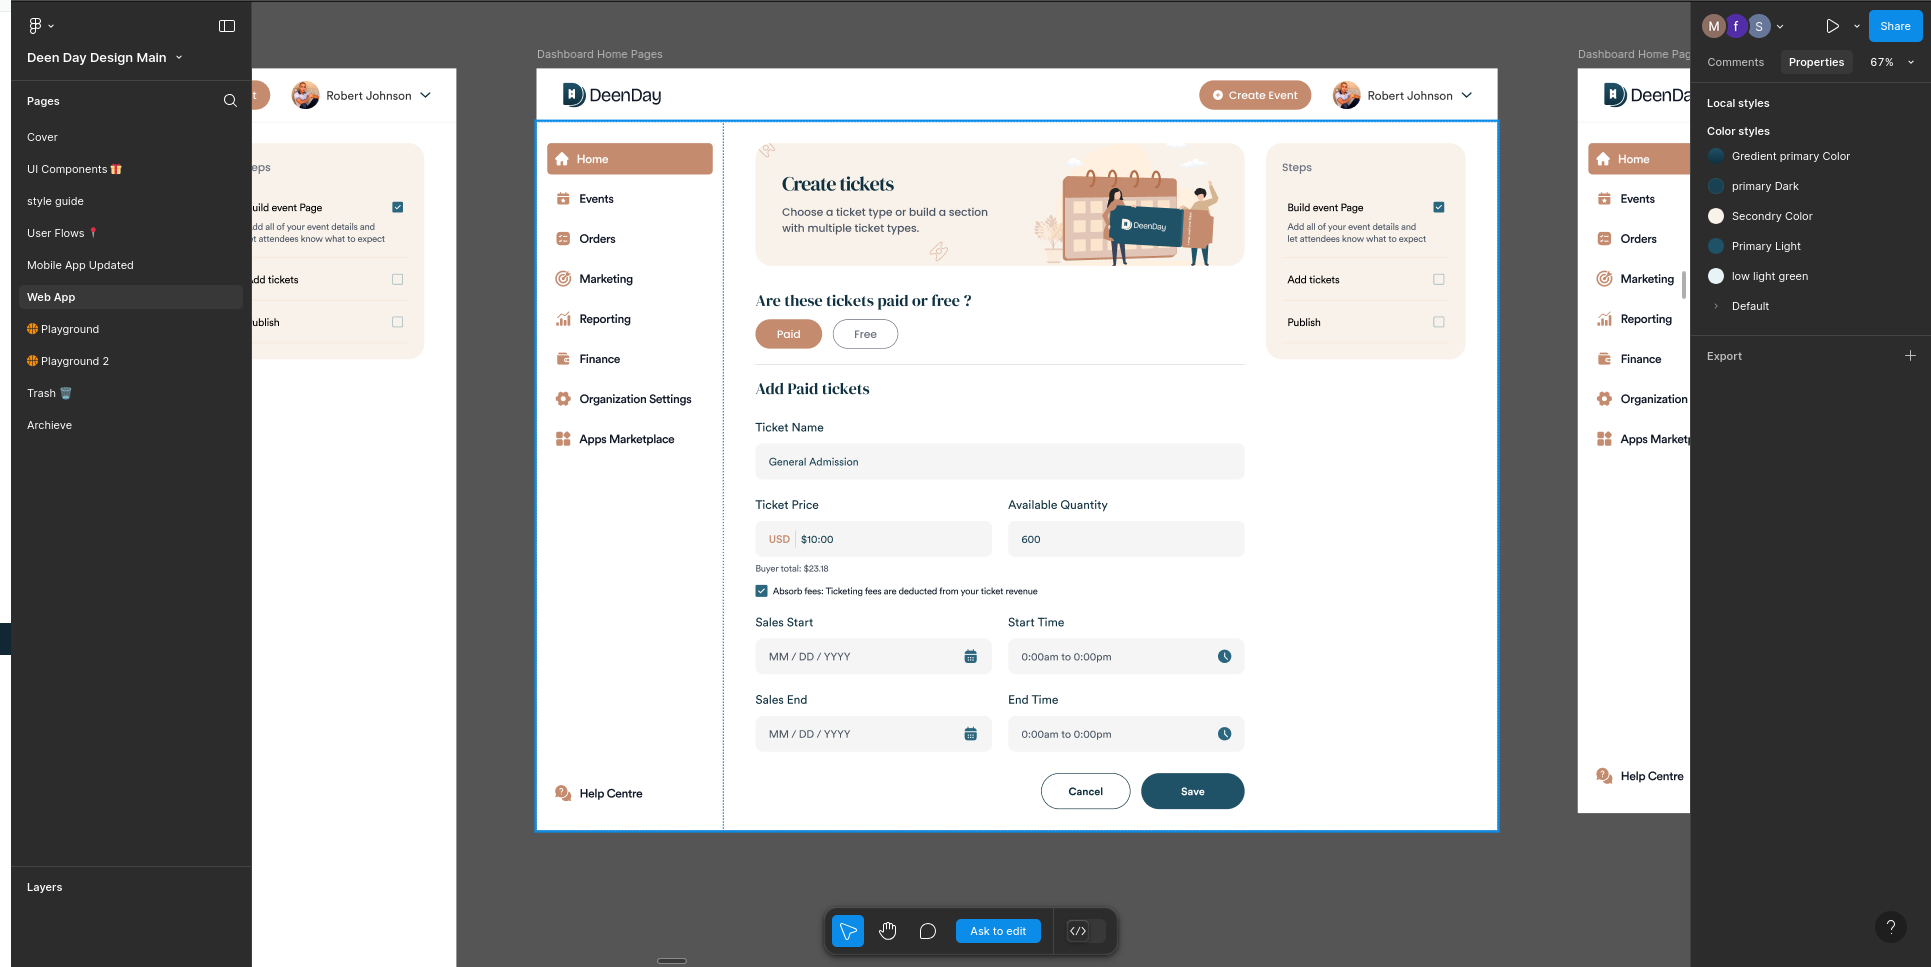 Deen Day Design Main
Pages
Cover
UI Components 🎁
style guide
User Flows 📍
Mobile App Updated
Web App
🏀 Playground
🏀 Playground 2
Trash 🗑️
Archieve
Layers
t
Robert Johnson
eps
uild event Page
dd all of your event details and
et attendees know what to expect
dd tickets
ublish
Dashboard Home Pages
DeenDay
Create Event
Robert Johnson
Home
Events
Orders
Marketing
Reporting
Finance
Organization Settings
Apps Marketplace
Help Centre
Create tickets
Choose a ticket type or build a section
with multiple ticket types.
DeenDay
Are these tickets paid or free ?
Paid
Free
Add Paid tickets
Ticket Name
General Admission
Ticket Price
Available Quantity
USD
$10:00
600
Buyer total: $23.18
Absorb fees: Ticketing fees are deducted from your ticket revenue
Sales Start
Start Time
MM / DD / YYYY
0:00am to 0:00pm
Sales End
End Time
MM / DD / YYYY
0:00am to 0:00pm
Cancel
Save
Steps
Build event Page
Add all of your event details and
let attendees know what to expect
Add tickets
Publish
Dashboard Home Pag
DeenDa
Home
Events
Orders
Marketing
Reporting
Finance
Organization
Apps Market
Help Centre
Ask to edit
M
f
S
Share
Comments
Properties
67%
Local styles
Color styles
Gredient primary Color
primary Dark
Secondry Color
Primary Light
low light green
Default
Export
?